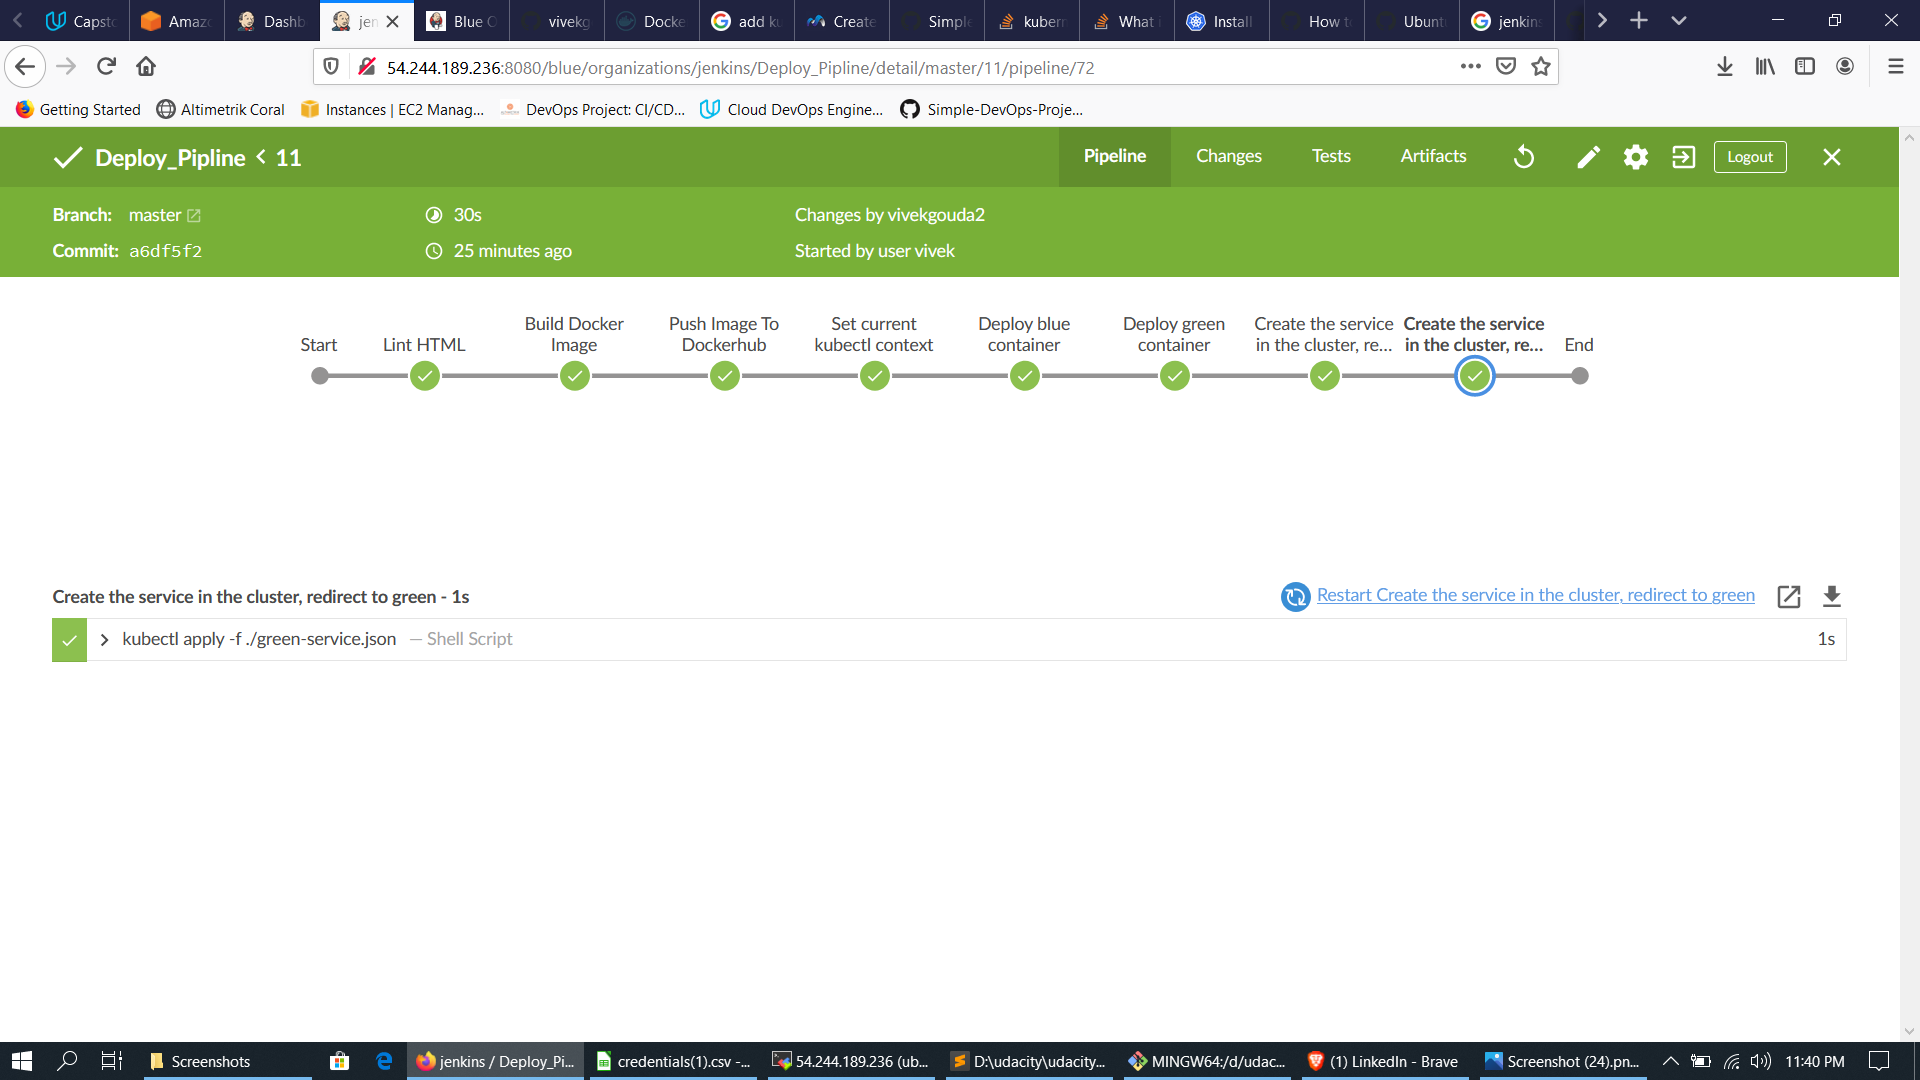 Capsto
Amazo
Dashb
jen
Blue O
vivekg
Docke
add ku
Create
Simple
kubern
What i
Install
How to
Ubunt
jenkins
54.244.189.236:8080/blue/organizations/jenkins/Deploy_Pipline/detail/master/11/pipeline/72
Getting Started
Altimetrik Coral
Instances | EC2 Manag...
DevOps Project: CI/CD...
Cloud DevOps Engine...
Simple-DevOps-Proje...
Deploy_Pipline < 11
Pipeline
Changes
Tests
Artifacts
Logout
Branch: master
30s
Changes by vivekgouda2
Commit: a6df5f2
25 minutes ago
Started by user vivek
Start
Lint HTML
Build Docker
Image
Push Image To
Dockerhub
Set current
kubectl context
Deploy blue
container
Deploy green
container
Create the service
in the cluster, re...
Create the service
in the cluster, re...
End
Create the service in the cluster, redirect to green - 1s
Restart Create the service in the cluster, redirect to green
kubectl apply -f ./green-service.json — Shell Script
1s
Screenshots
jenkins / Deploy_Pi...
credentials(1).csv -...
54.244.189.236 (ub...
D:\udacity\udacity...
MINGW64:/d/udac...
(1) LinkedIn - Brave
Screenshot (24).pn...
11:40 PM